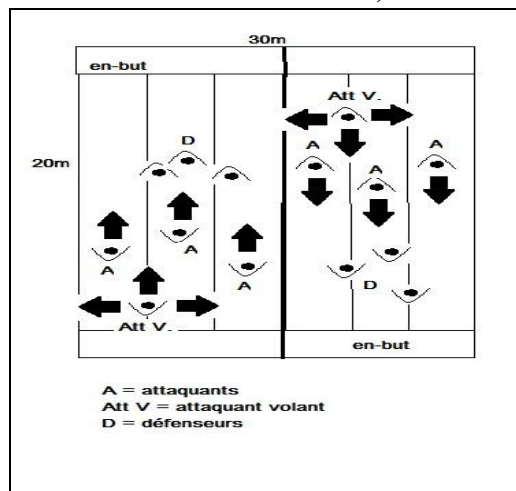 30m
en-but
Att V.
D
A
A
A
20m
A
A
A
D
Att V.
en-but
A = attaquants
Att V = attaquant volant
D = défenseurs